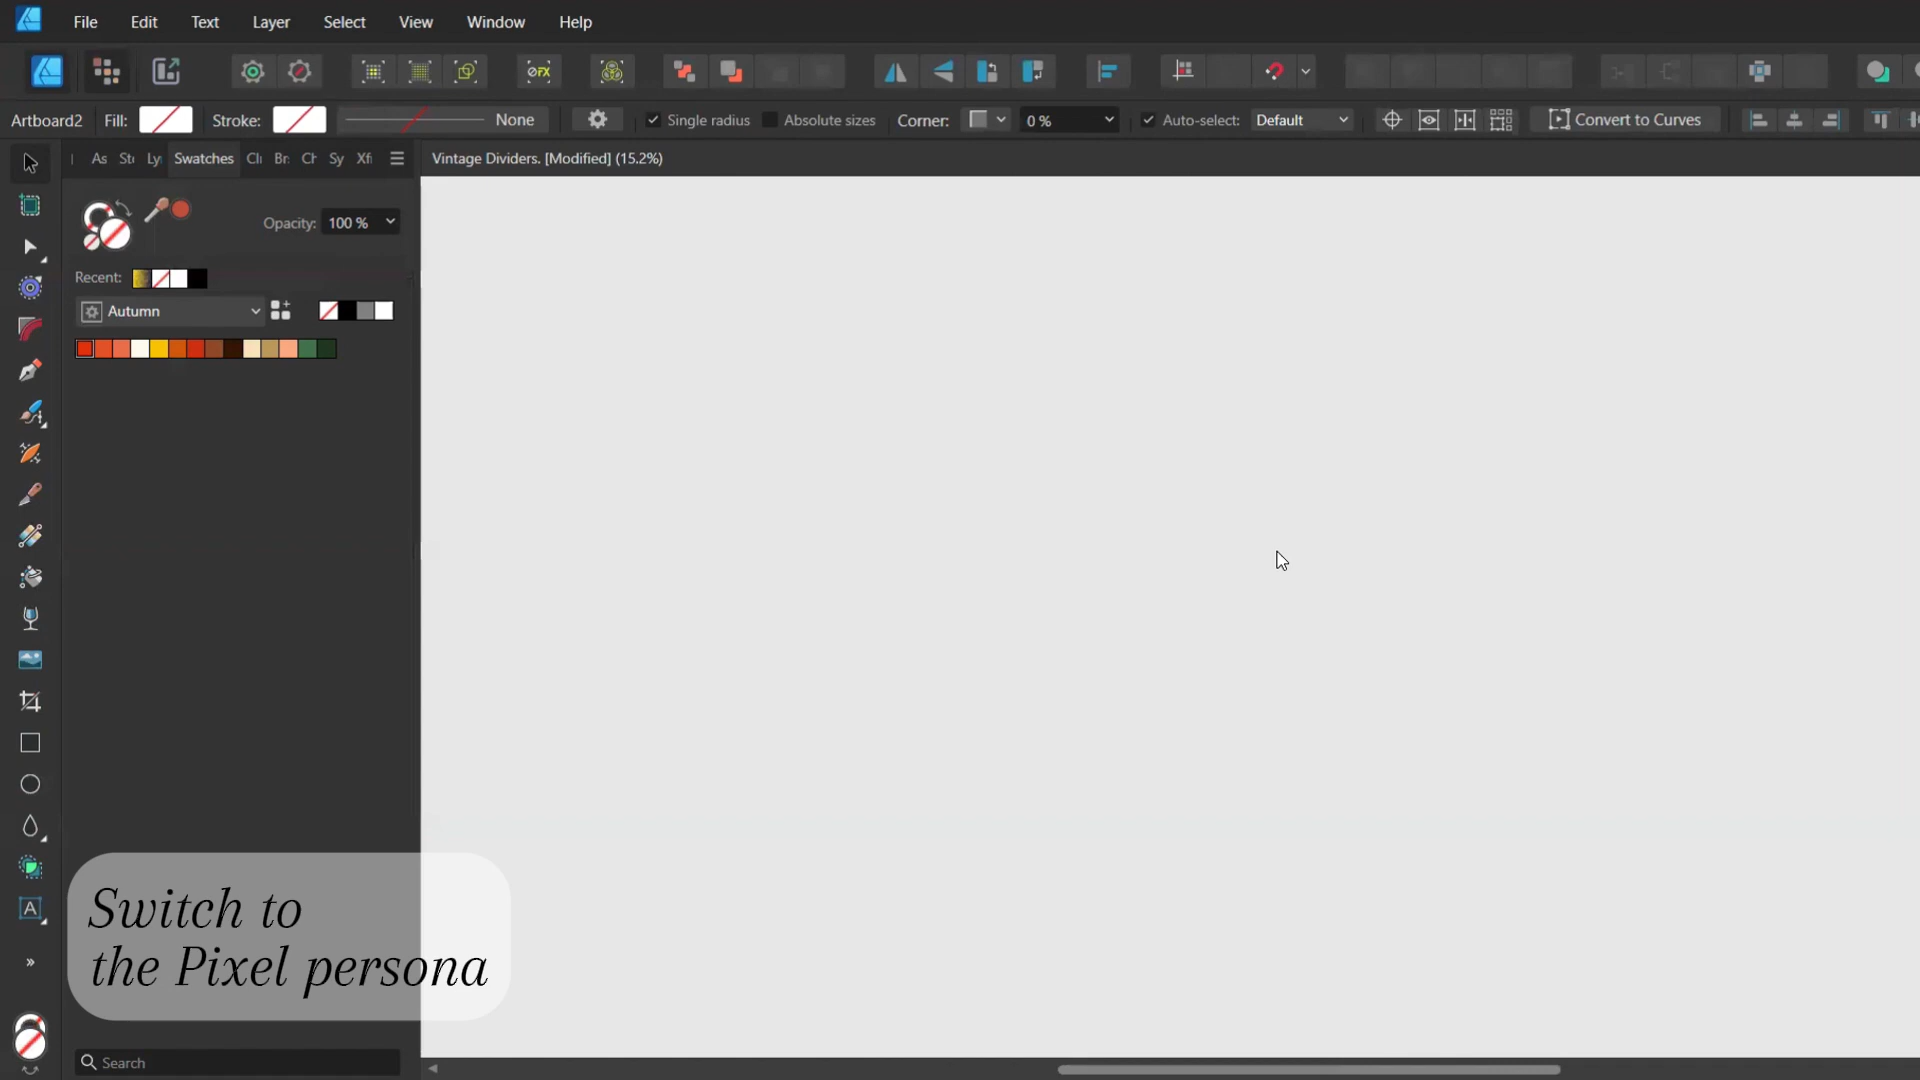 File Edit Text Layer Select View Window Help
Artboard2 Fill: Stroke: None Single radius Absolute sizes Corner: 0 % Auto-select: Default Convert to Curves
As Sty Lyr Swatches Cl Br Ch Sy Xf
Vintage Dividers. [Modified] (15.2%)
Opacity: 100 %
Recent:
Autumn
Switch to
the Pixel persona
Search